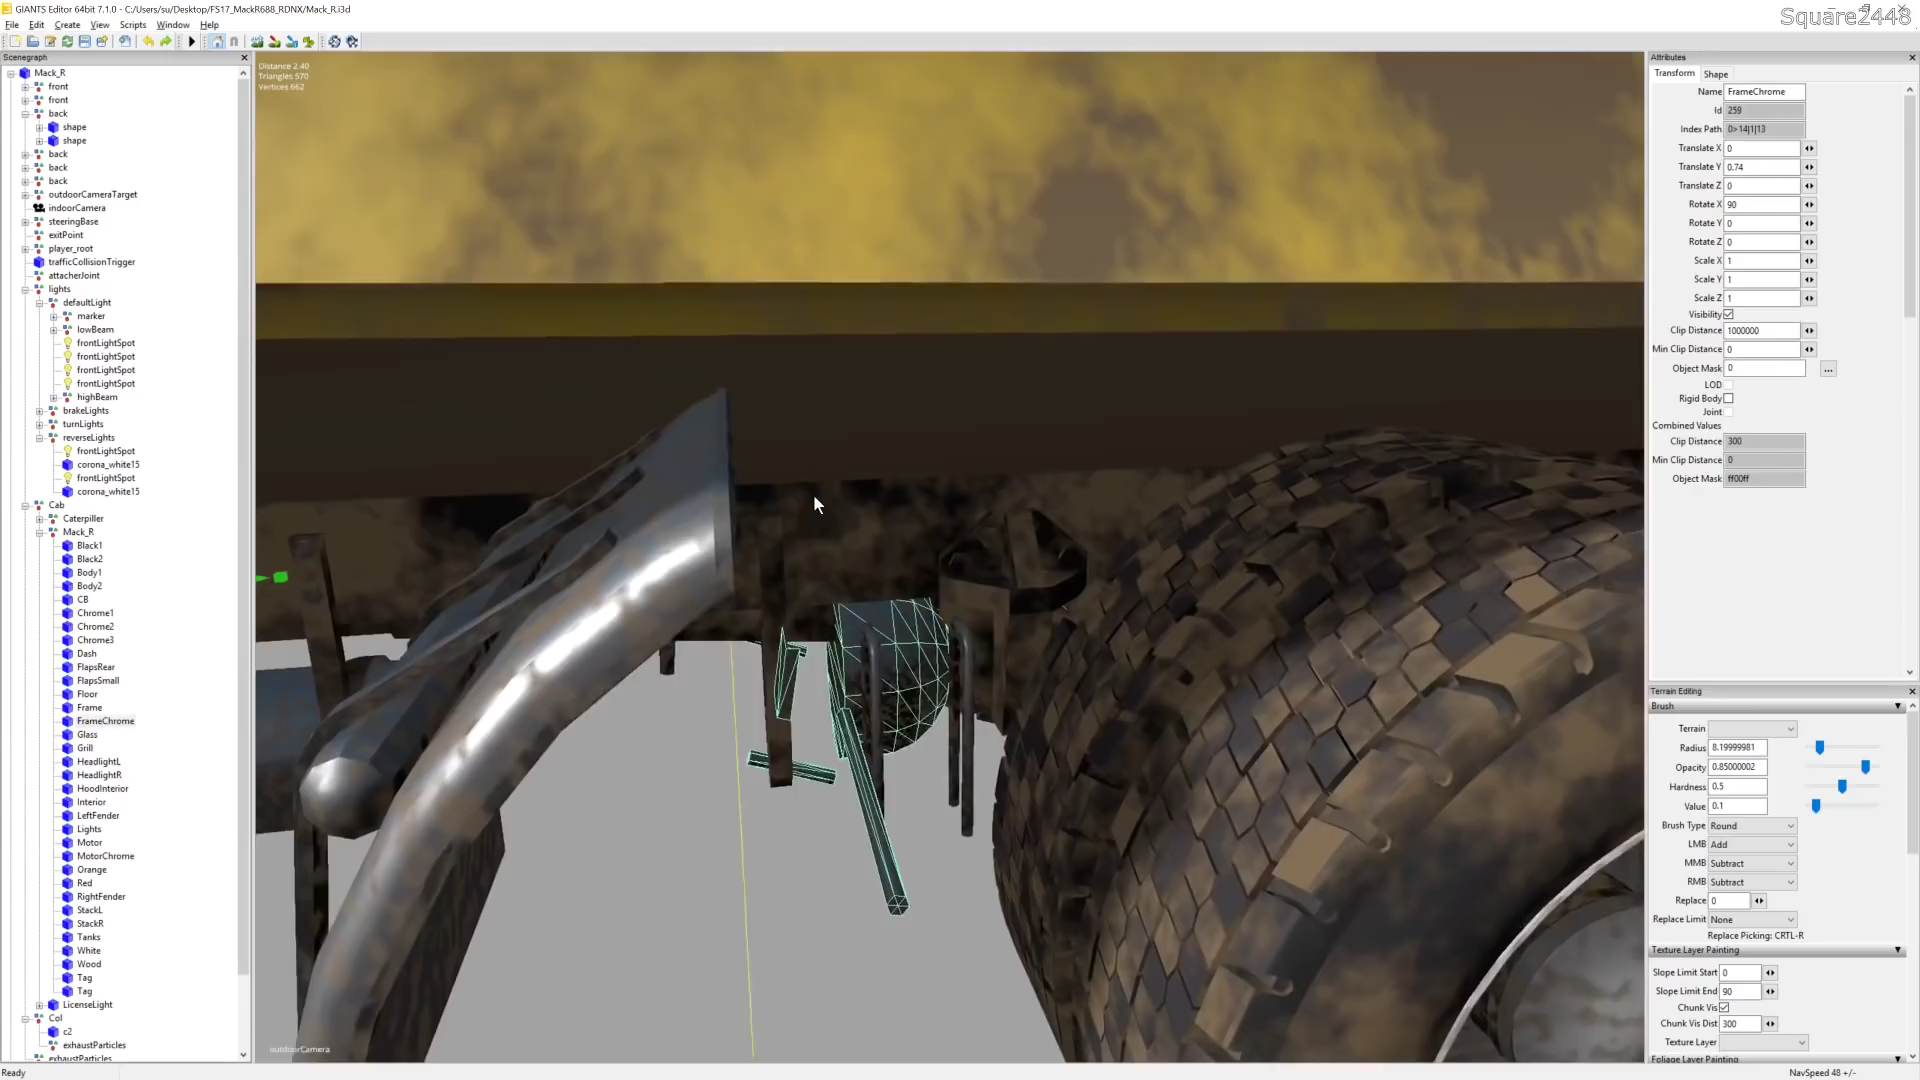 GIANTS Editor 64bit 7.1.0 - C:/Users/su/Desktop/FS17_MackR688_RDNX/Mack_R.i3d
Square2448
File Edit Create View Scripts Window Help
Scenegraph
Mack_R
front
front
back
shape
shape
back
back
back
outdoorCameraTarget
indoorCamera
steeringBase
exitPoint
player_root
trafficCollisionTrigger
attacherJoint
lights
defaultLight
marker
lowBeam
frontLightSpot
frontLightSpot
frontLightSpot
frontLightSpot
highBeam
brakeLights
turnLights
reverseLights
frontLightSpot
corona_white15
frontLightSpot
corona_white15
Cab
Caterpiller
Mack_R
Black1
Black2
Body1
Body2
CB
Chrome1
Chrome2
Chrome3
Dash
FlapsRear
FlapsSmall
Floor
Frame
FrameChrome
Glass
Grill
HeadlightL
HeadlightR
HoodInterior
Interior
LeftFender
Lights
Motor
MotorChrome
Orange
Red
RightFender
StackL
StackR
Tanks
White
Wood
Tag
Tag
LicenseLight
Col
c2
exhaustParticles
exhaustParticles
Distance 2.40
Triangles 570
Vertices 662
outdoorCamera
Attributes
Transform Shape
Name FrameChrome
Id 259
Index Path 0>14|1|13
Translate X 0
Translate Y 0.74
Translate Z 0
Rotate X 90
Rotate Y 0
Rotate Z 0
Scale X 1
Scale Y 1
Scale Z 1
Visibility
Clip Distance 1000000
Min Clip Distance 0
Object Mask 0 ...
LOD
Rigid Body
Joint
Combined Values
Clip Distance 300
Min Clip Distance 0
Object Mask ff00ff
Terrain Editing
Brush
Terrain
Radius 8.19999981
Opacity 0.85000002
Hardness 0.5
Value 0.1
Brush Type Round
LMB Add
MMB Subtract
RMB Subtract
Replace 0
Replace Limit None
Replace Picking: CRTL-R
Texture Layer Painting
Slope Limit Start 0
Slope Limit End 90
Chunk Vis
Chunk Vis Dist 300
Texture Layer
Foliage Layer Painting
Ready
NavSpeed 48 +/-